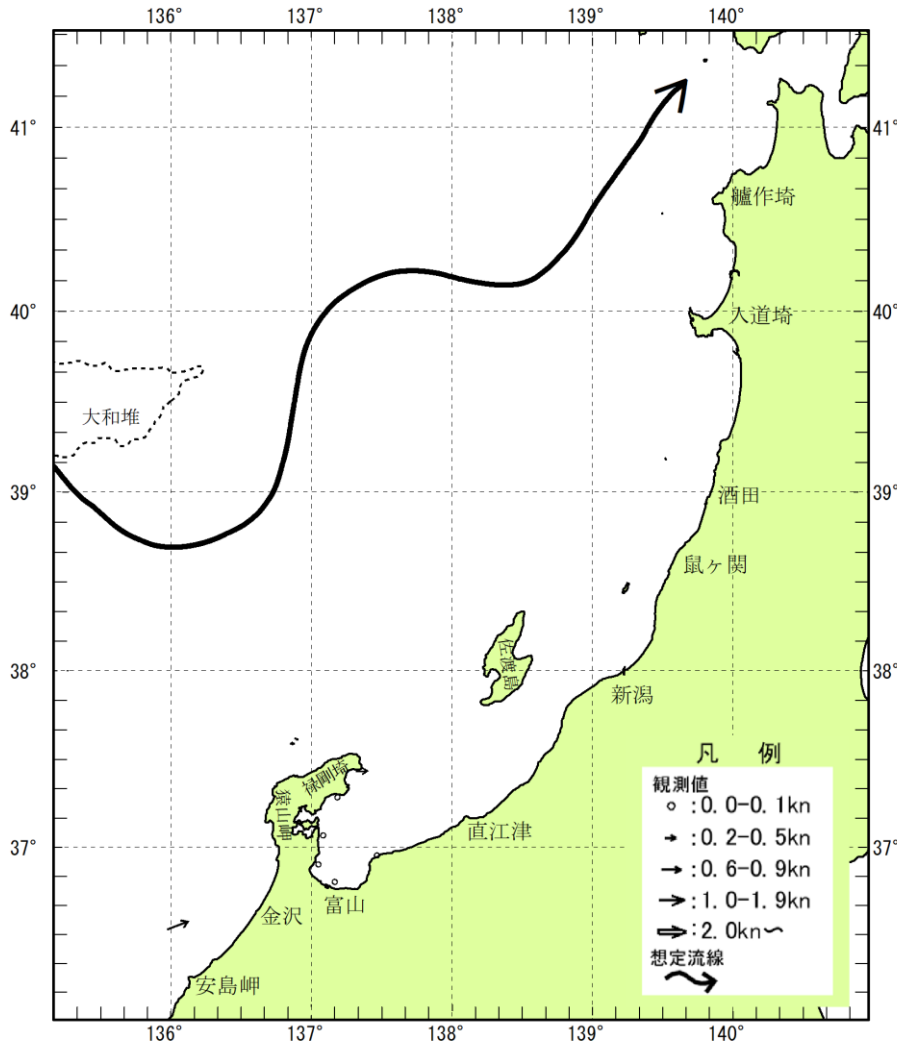 136° 137° 138° 139° 140°
41° 41°
艫作埼
40° 40°
入道埼
大和堆
39° 39°
酒田
鼠ヶ関
38° 38°
佐渡島
新潟
禄剛埼
猿山岬
37° 37°
直江津
富山
金沢
安島岬
凡 例
観測値
:0.0-0.1kn
:0.2-0.5kn
:0.6-0.9kn
:1.0-1.9kn
:2.0kn~
想定流線
136° 137° 138° 139° 140°